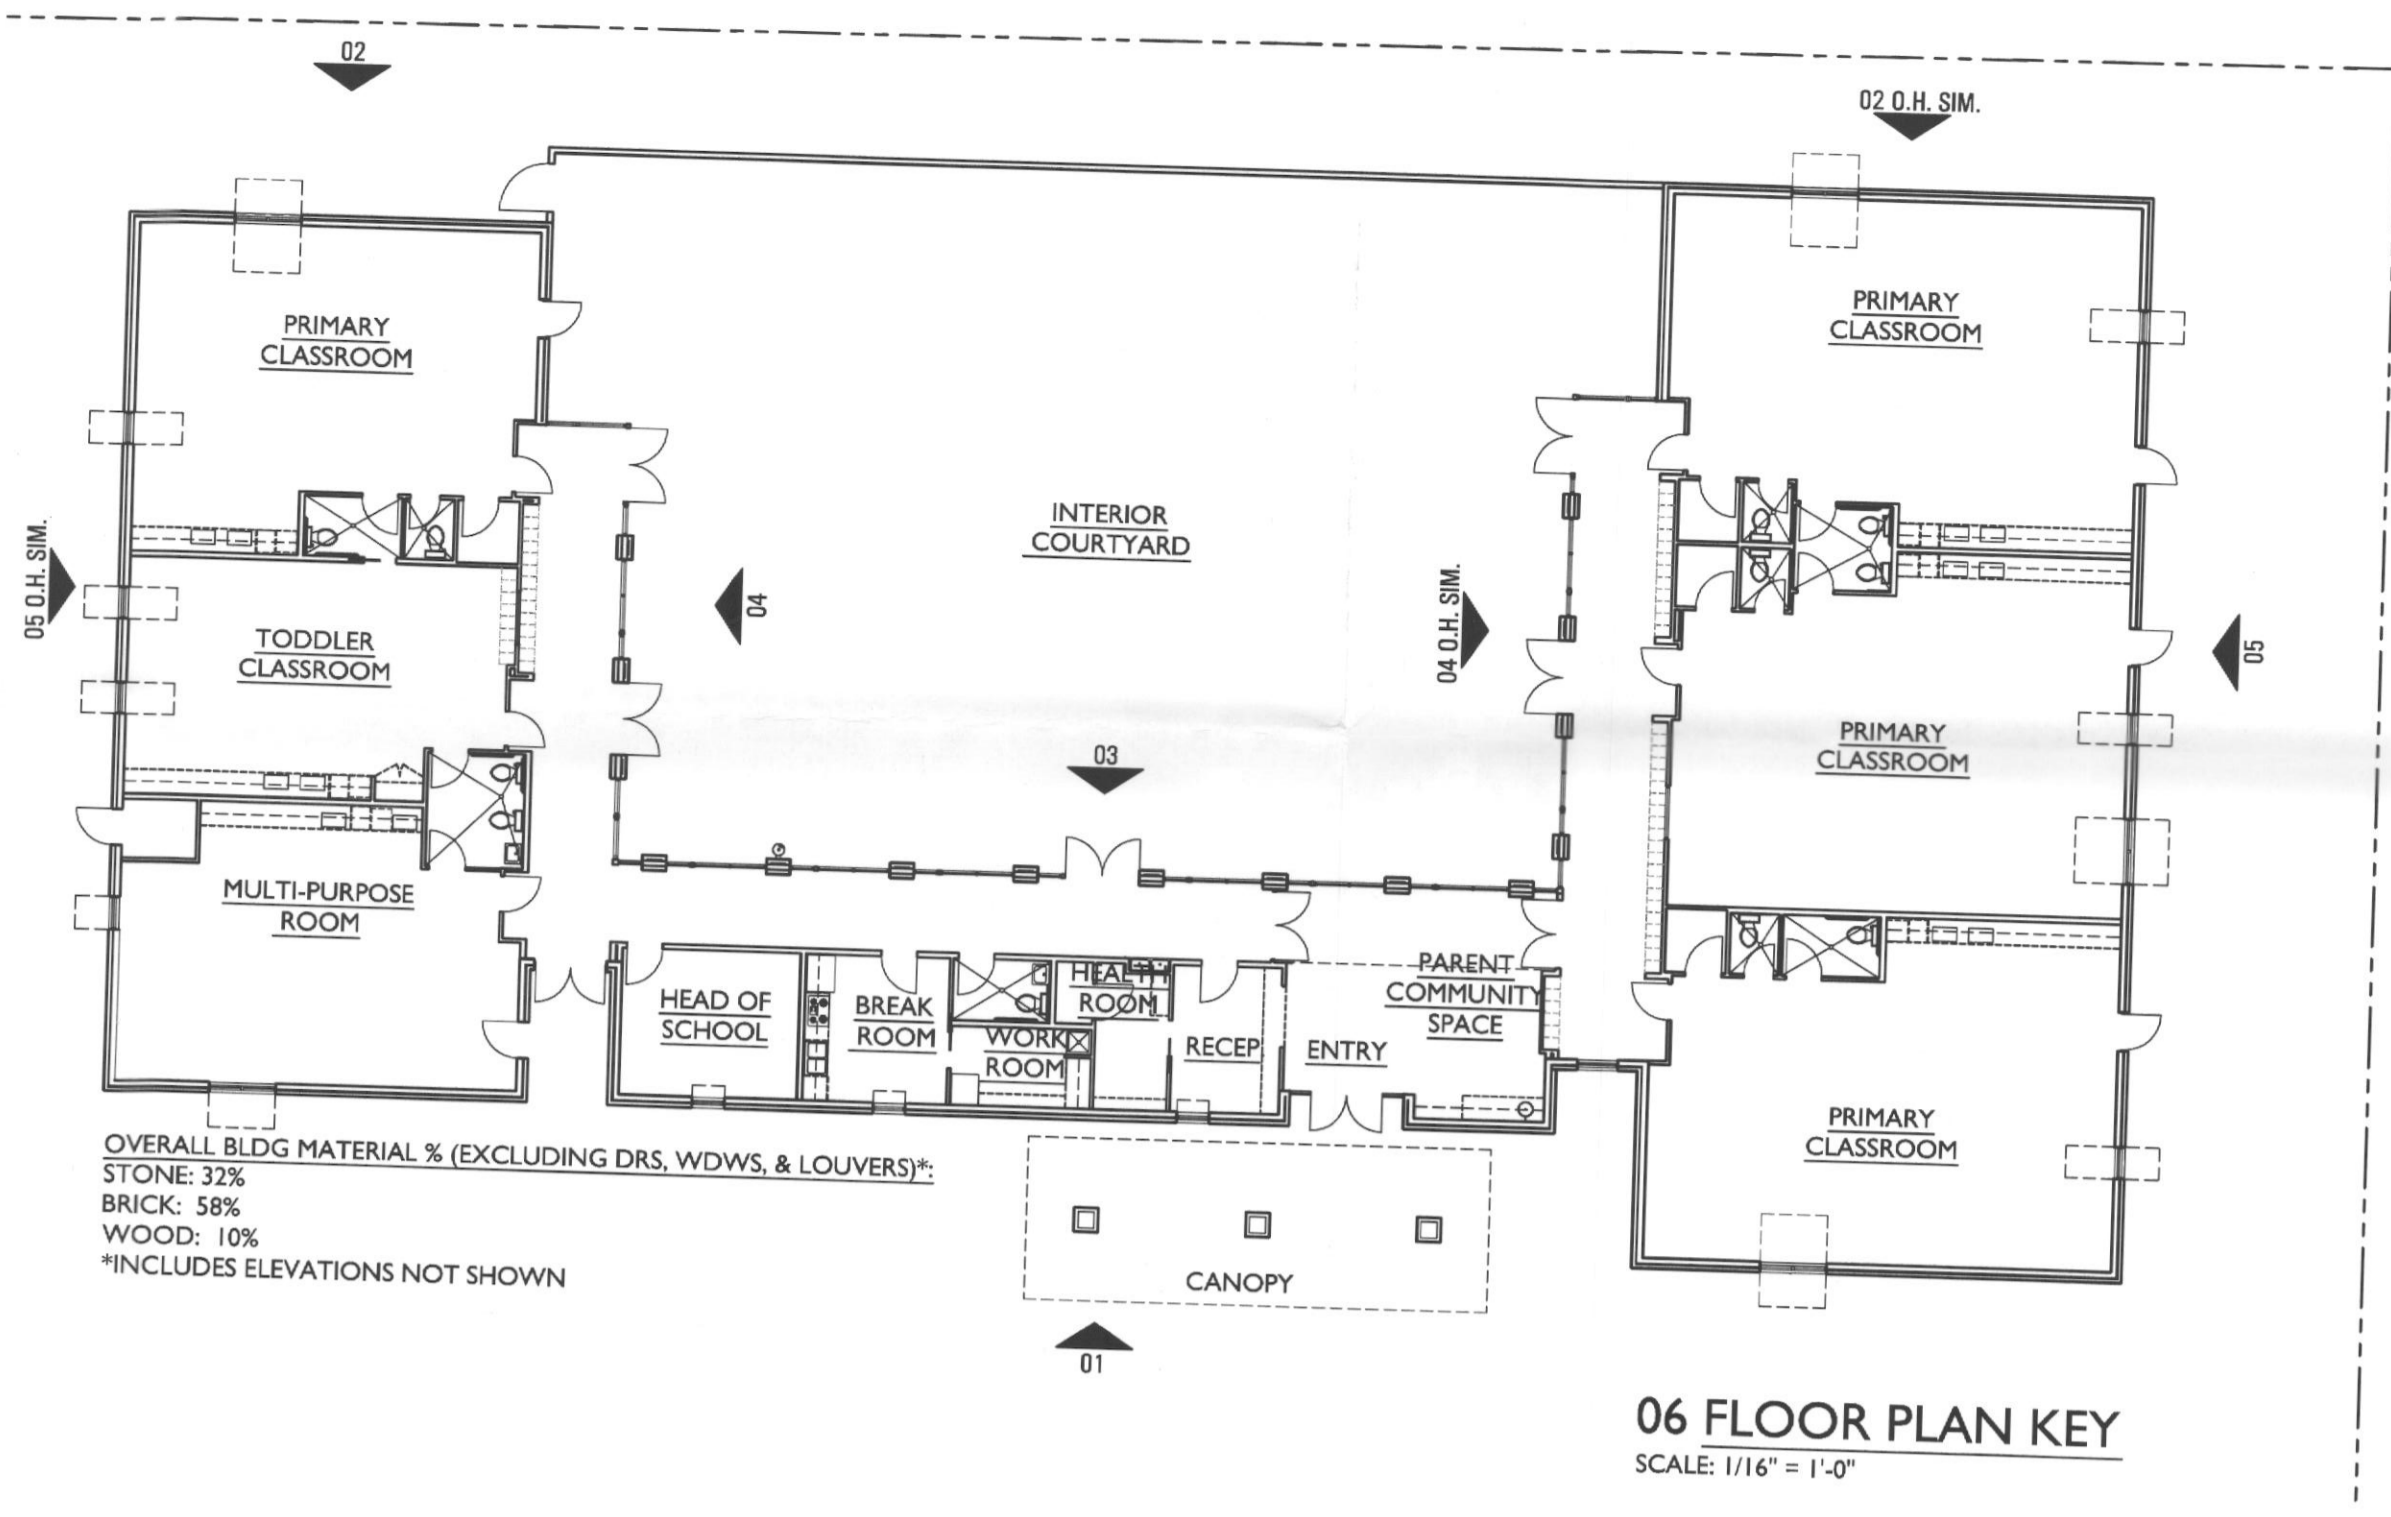 02
02 O.H. SIM.
PRIMARY
CLASSROOM
PRIMARY
CLASSROOM
INTERIOR
COURTYARD
05 O.H. SIM.
04
04 O.H. SIM.
05
TODDLER
CLASSROOM
03
PRIMARY
CLASSROOM
MULTI-PURPOSE
ROOM
HEAD OF
SCHOOL
BREAK
ROOM
WORK
ROOM
HEALTH
ROOM
RECEP
ENTRY
PARENT
COMMUNITY
SPACE
PRIMARY
CLASSROOM
OVERALL BLDG MATERIAL % (EXCLUDING DRS, WDWS, & LOUVERS)*:
STONE: 32%
BRICK: 58%
WOOD: 10%
*INCLUDES ELEVATIONS NOT SHOWN
CANOPY
01
06 FLOOR PLAN KEY
SCALE: 1/16" = 1'-0"